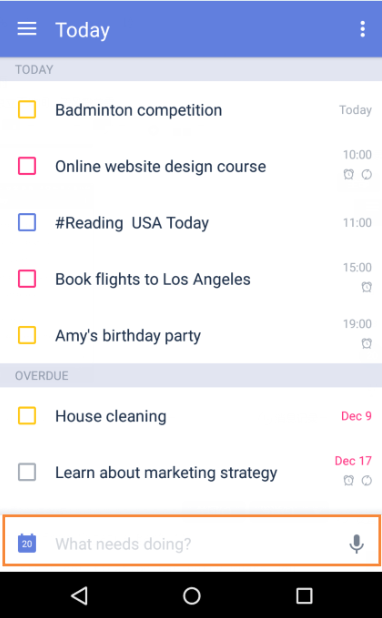 Today
TODAY
Badminton competition Today
Online website design course 10:00
#Reading USA Today 11:00
Book flights to Los Angeles 15:00
Amy's birthday party 19:00
OVERDUE
House cleaning Dec 9
Learn about marketing strategy Dec 17
20 What needs doing?